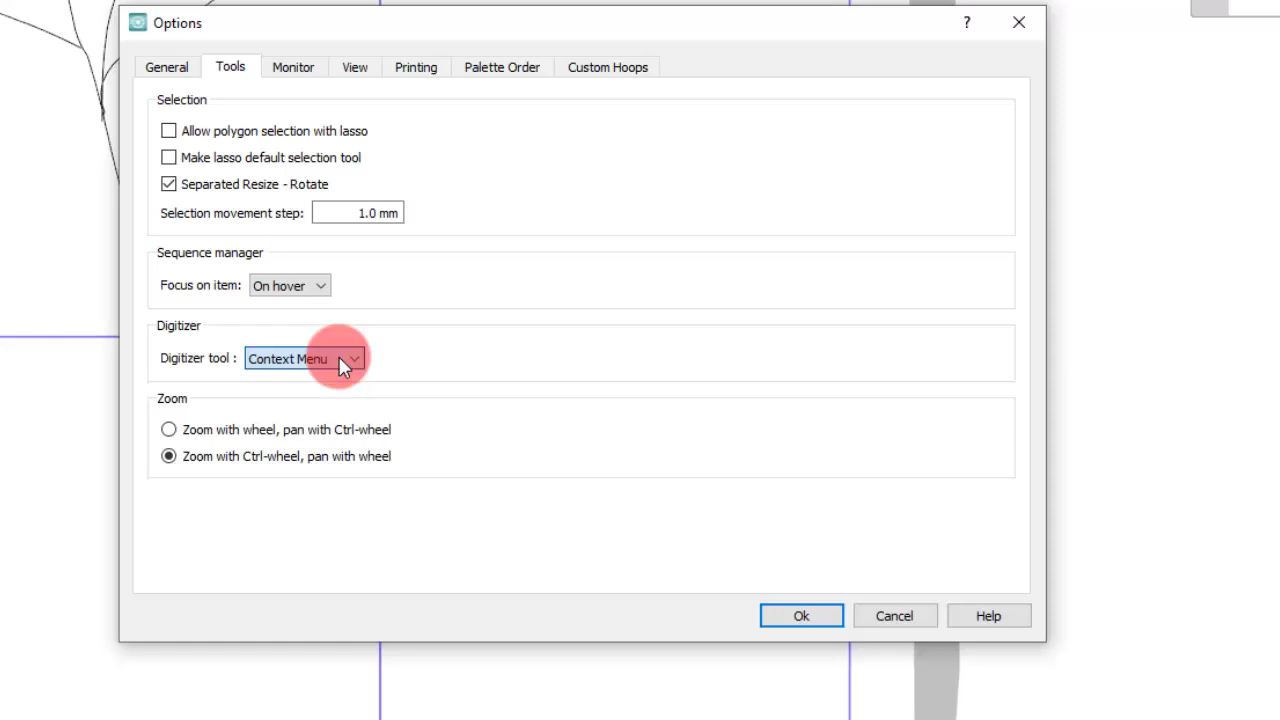 Options
?
General Tools Monitor View Printing Palette Order Custom Hoops
Selection
Allow polygon selection with lasso
Make lasso default selection tool
Separated Resize - Rotate
Selection movement step: 1.0 mm
Sequence manager
Focus on item: On hover
Digitizer
Digitizer tool : Context Menu
Zoom
Zoom with wheel, pan with Ctrl-wheel
Zoom with Ctrl-wheel, pan with wheel
Ok Cancel Help